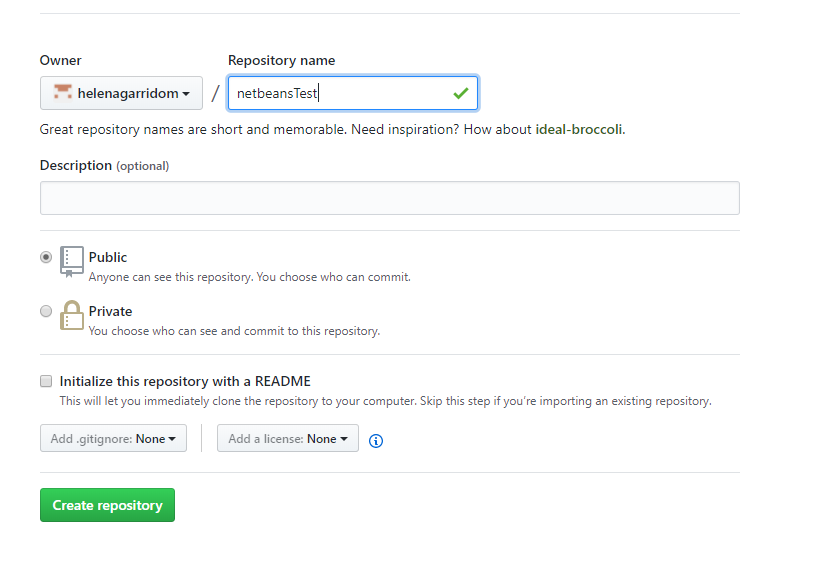 Owner
Repository name
helenagarridom / netbeansTest
Great repository names are short and memorable. Need inspiration? How about ideal-broccoli.
Description (optional)
Public
Anyone can see this repository. You choose who can commit.
Private
You choose who can see and commit to this repository.
Initialize this repository with a README
This will let you immediately clone the repository to your computer. Skip this step if you're importing an existing repository.
Add .gitignore: None
Add a license: None
Create repository